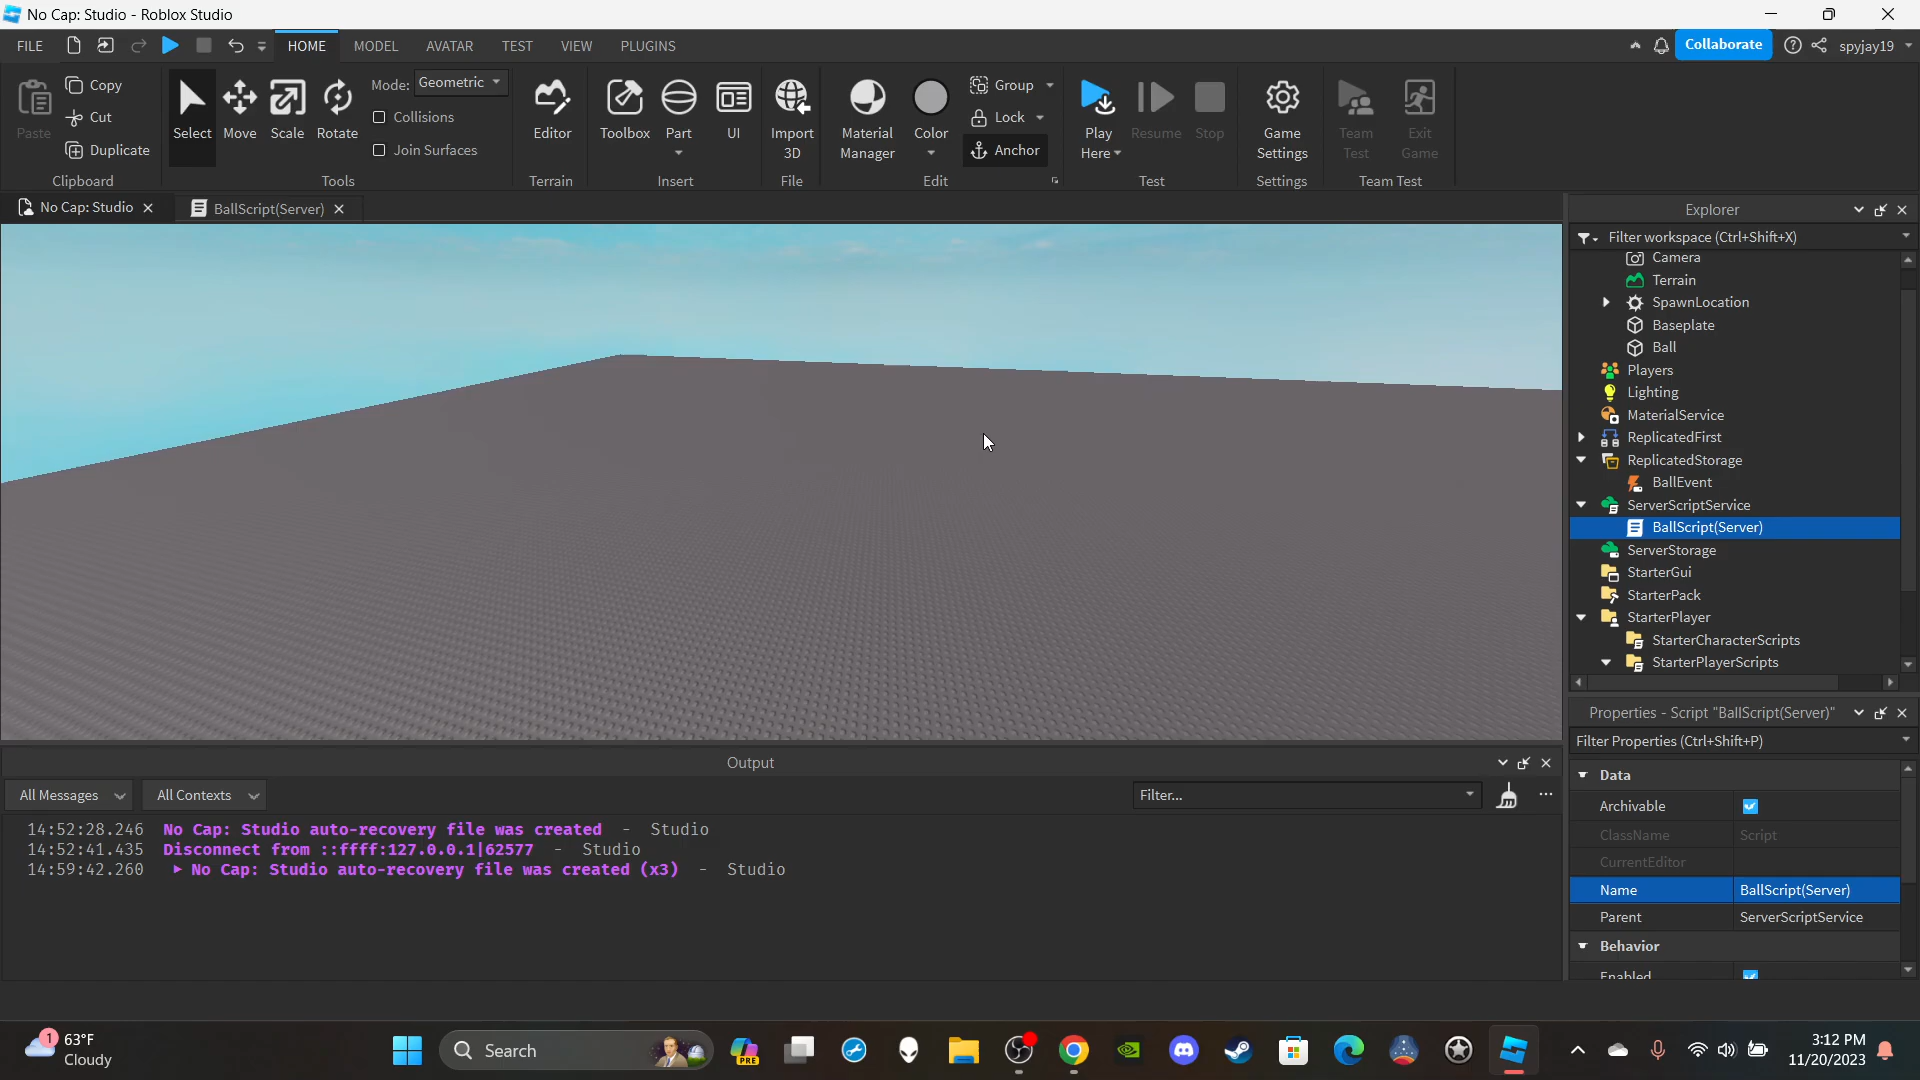 No Cap: Studio - Roblox Studio
FILE HOME MODEL AVATAR TEST VIEW PLUGINS Collaborate spyjay19
Paste Copy Cut Duplicate
Clipboard
Select Move Scale Rotate Mode: Geometric
Collisions
Join Surfaces
Tools
Editor
Terrain
Toolbox Part UI
Insert
Import 3D
File
Material Manager Color Group Lock Anchor
Edit
Play Here Resume Stop
Test
Game Settings
Settings
Team Test Exit Game
Team Test
No Cap: Studio BallScript(Server)
Explorer
Filter workspace (Ctrl+Shift+X)
Camera
Terrain
SpawnLocation
Baseplate
Ball
Players
Lighting
MaterialService
ReplicatedFirst
ReplicatedStorage
BallEvent
ServerScriptService
BallScript(Server)
ServerStorage
StarterGui
StarterPack
StarterPlayer
StarterCharacterScripts
StarterPlayerScripts
Properties - Script "BallScript(Server)"
Filter Properties (Ctrl+Shift+P)
Data
Archivable
ClassName Script
CurrentEditor
Name BallScript(Server)
Parent ServerScriptService
Behavior
Enabled
Output
All Messages All Contexts Filter...
14:52:28.246 No Cap: Studio auto-recovery file was created - Studio
14:52:41.435 Disconnect from ::ffff:127.0.0.1|62577 - Studio
14:59:42.260 ▶ No Cap: Studio auto-recovery file was created (x3) - Studio
1 63°F
Cloudy
Search
PRE
3:12 PM
11/20/2023